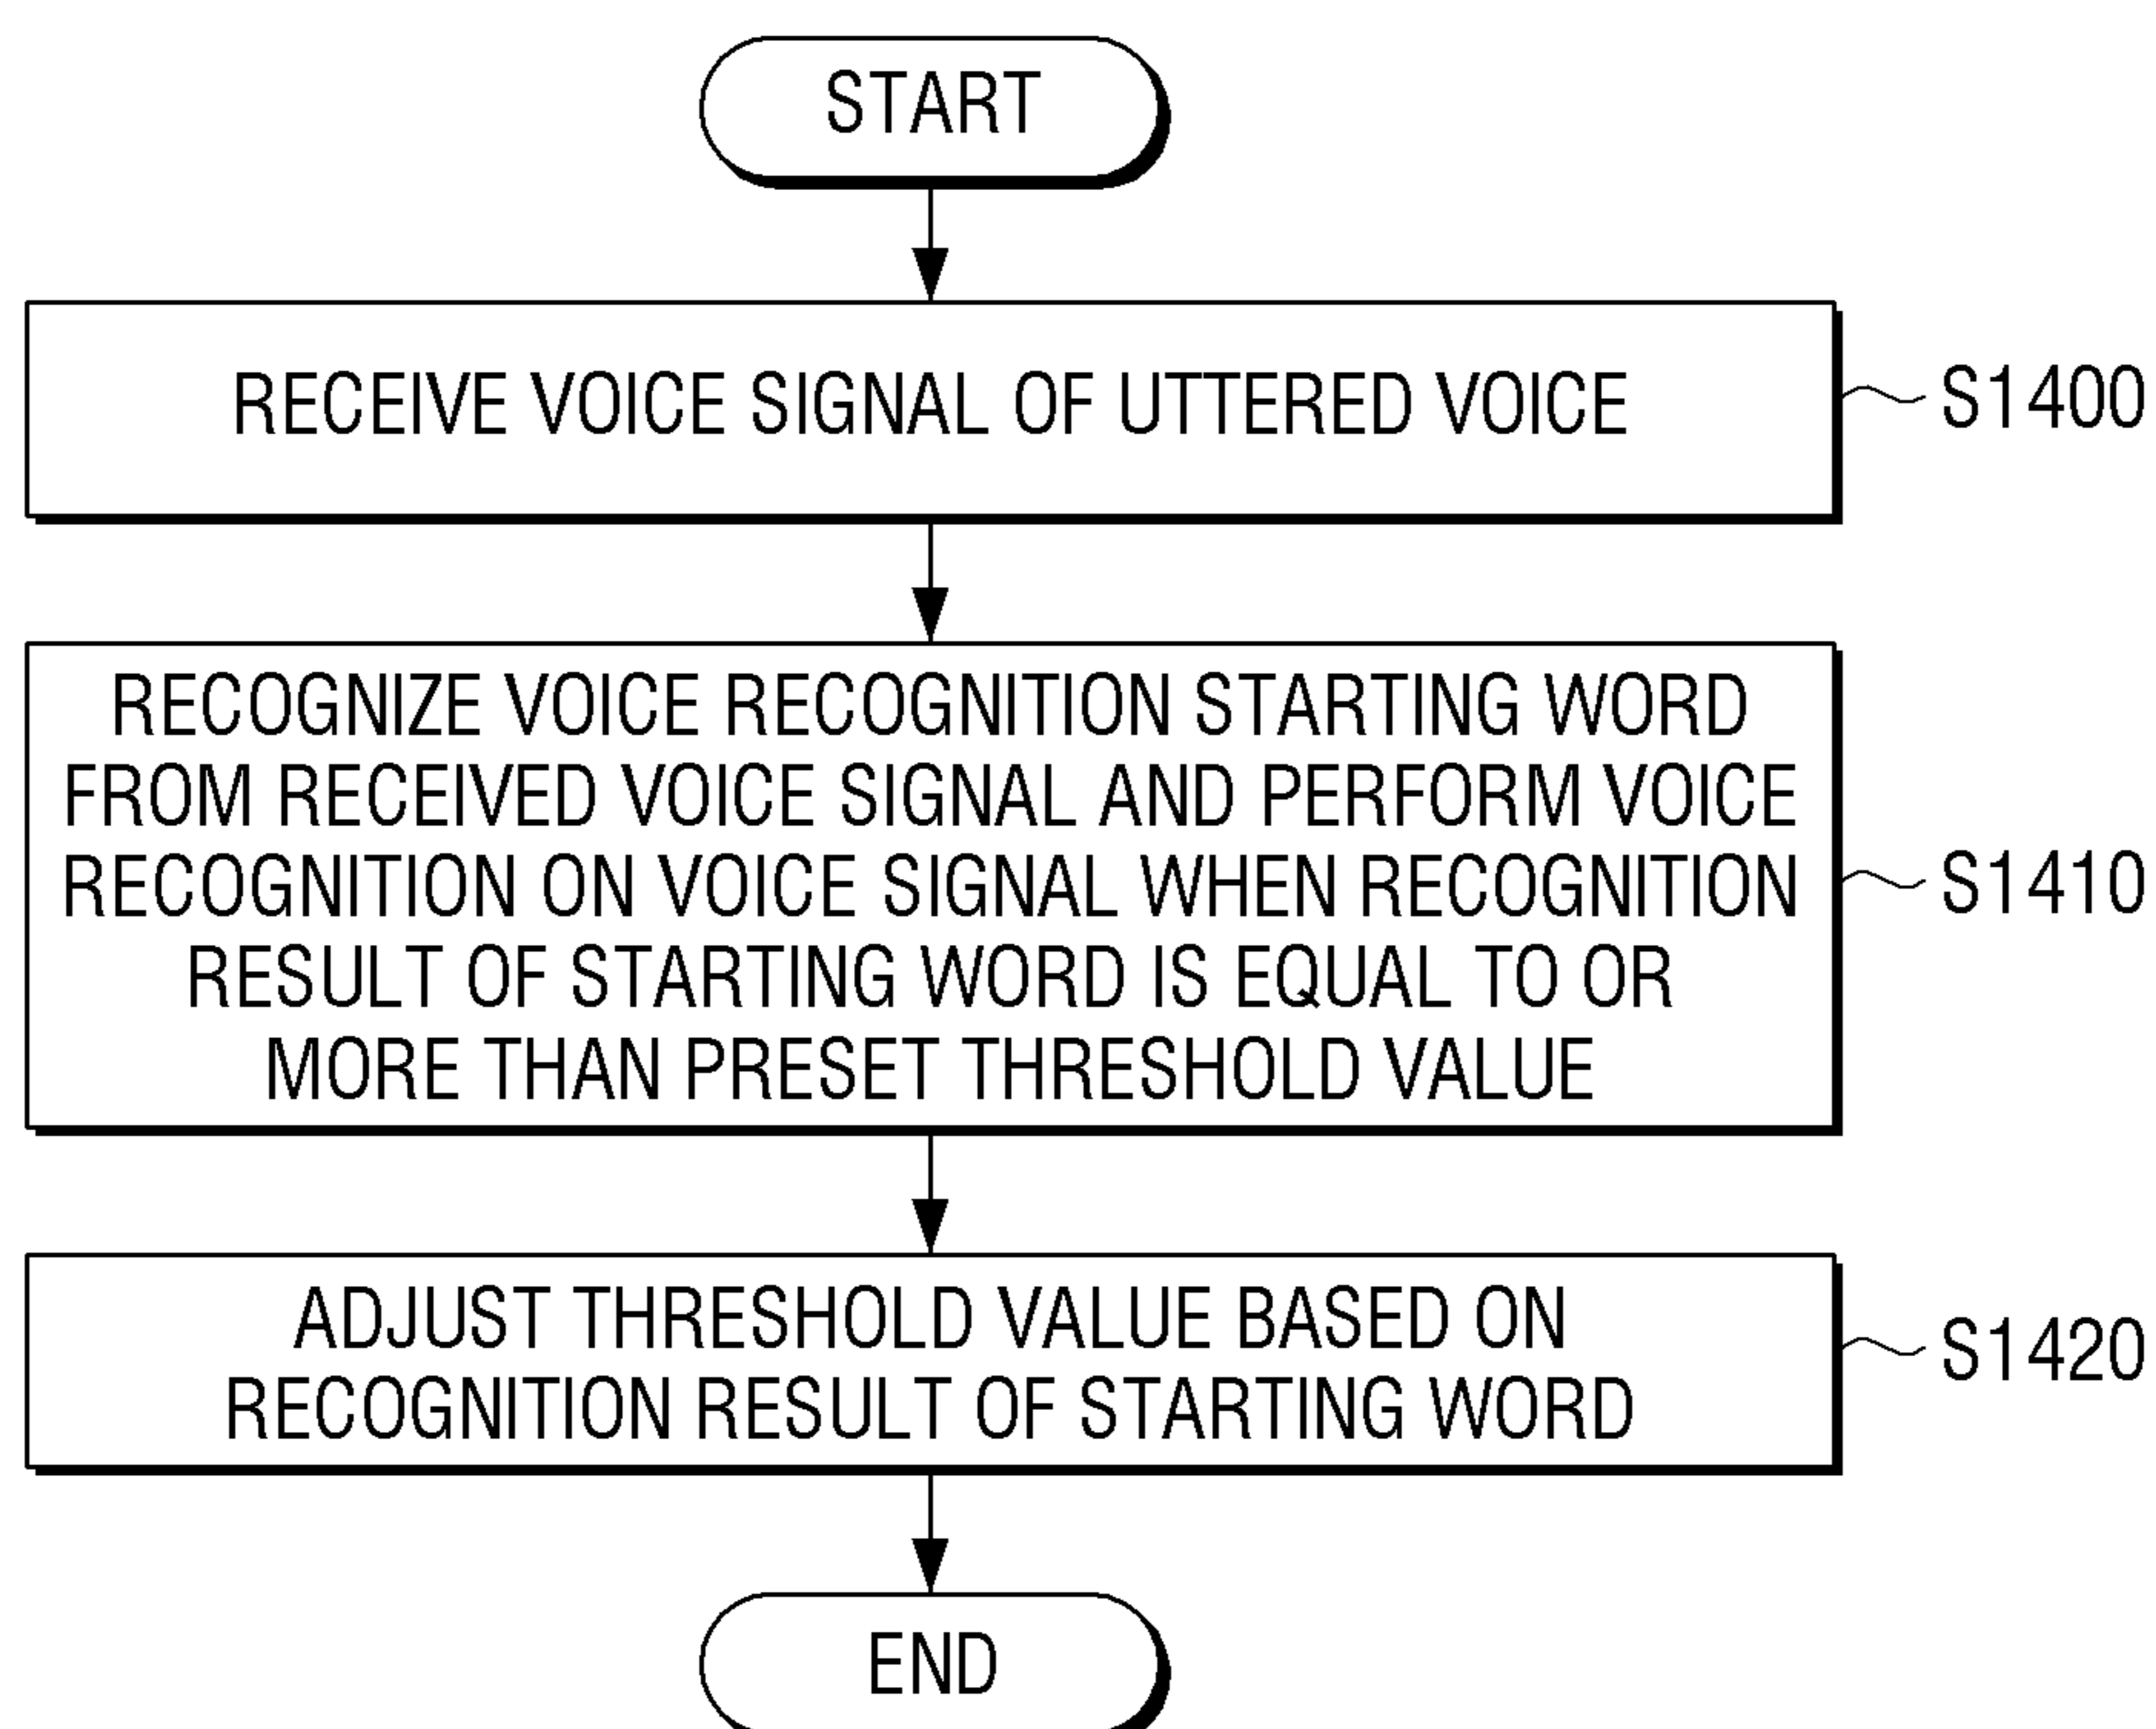 START
RECEIVE VOICE SIGNAL OF UTTERED VOICE
S1400
RECOGNIZE VOICE RECOGNITION STARTING WORD
FROM RECEIVED VOICE SIGNAL AND PERFORM VOICE
RECOGNITION ON VOICE SIGNAL WHEN RECOGNITION
RESULT OF STARTING WORD IS EQUAL TO OR
MORE THAN PRESET THRESHOLD VALUE
S1410
ADJUST THRESHOLD VALUE BASED ON
RECOGNITION RESULT OF STARTING WORD
S1420
END